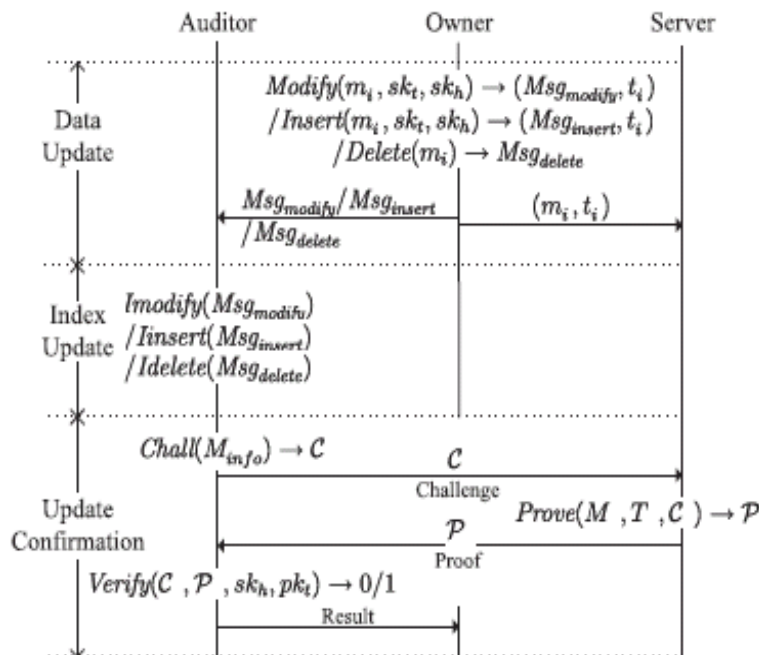 Auditor Owner Server
Modify(m_i, sk_t, sk_h) → (Msg_modify, t_i)
Data Update
/Insert(m_i, sk_t, sk_h) → (Msg_insert, t_i)
/Delete(m_i) → Msg_delete
Msg_modify/Msg_insert
/Msg_delete
(m_i, t_i)
Index Update
Imodify(Msg_modify)
/Iinsert(Msg_insert)
/Idelete(Msg_delete)
Chall(M_info) → C
C
Challenge
Update
Confirmation
Prove(M , T , C ) → P
P
Proof
Verify(C , P , sk_h, pk_t) → 0/1
Result